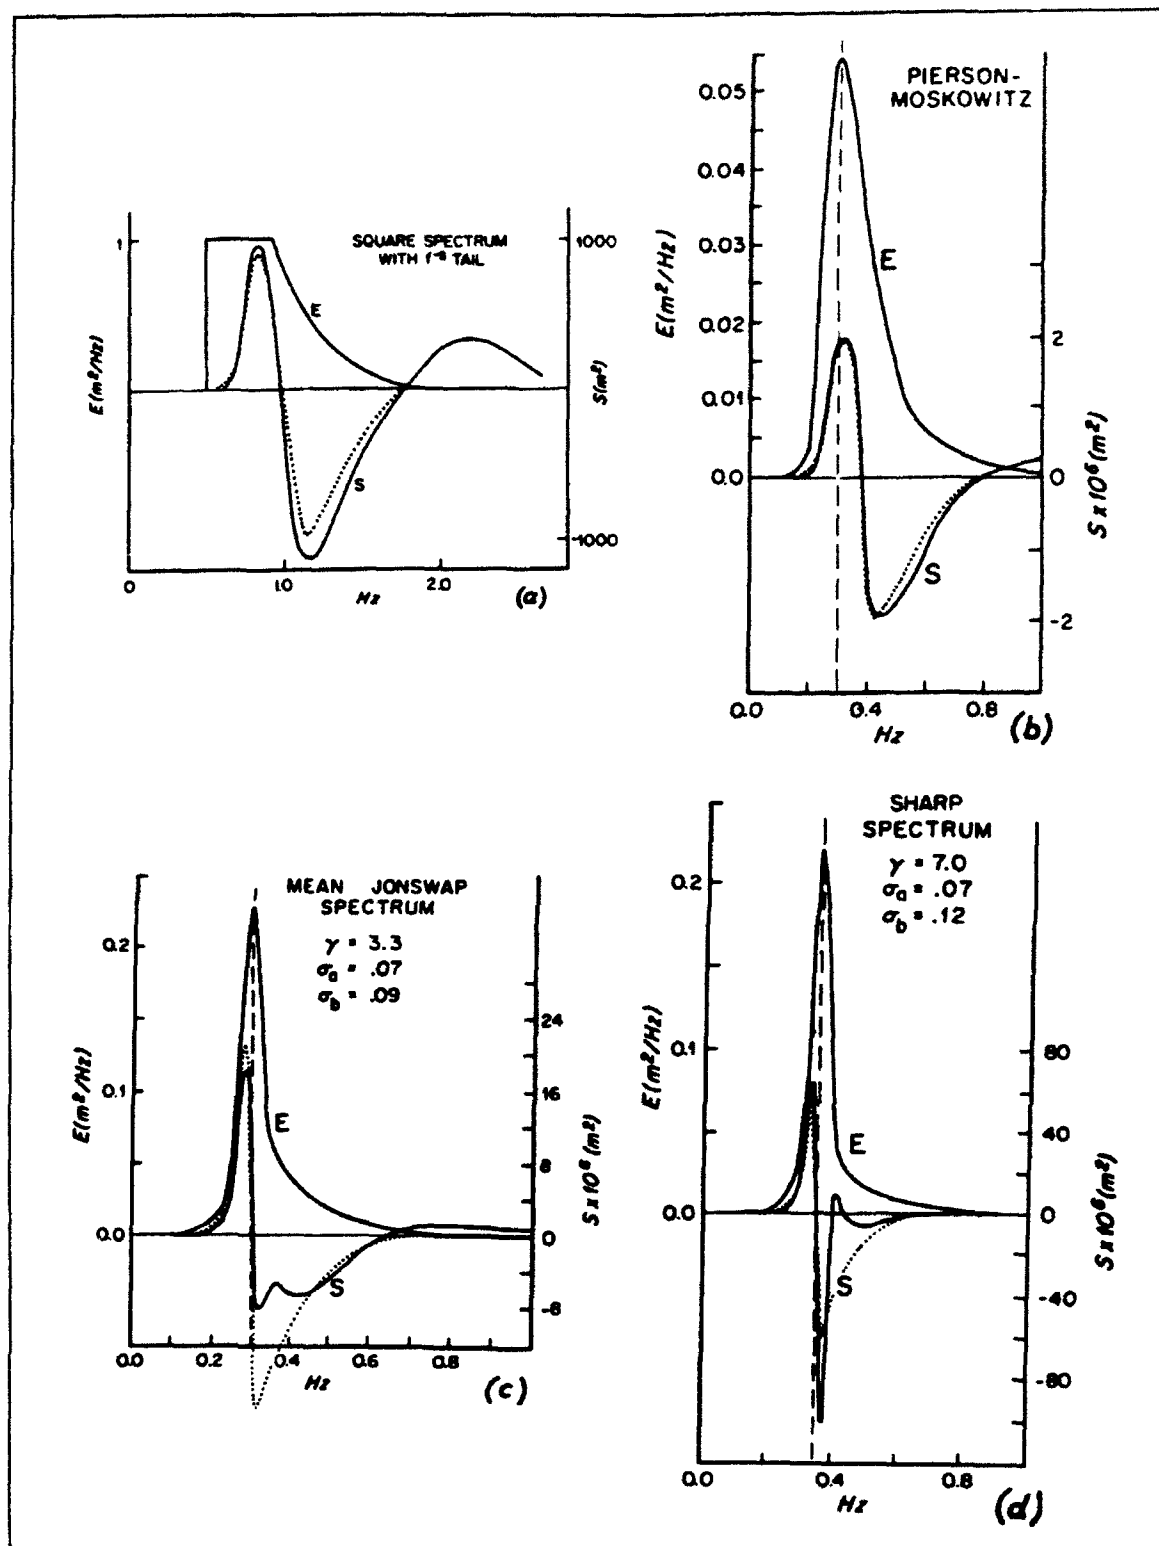 SQUARE SPECTRUM
WITH f⁻⁵ TAIL
E(m²/Hz)
1
E
S
1000
-1000
S(m²)
0
1.0
2.0
Hz
(a)
PIERSON-
MOSKOWITZ
E(m²/Hz)
0.05
0.04
0.03
0.02
0.01
0.0
E
S
2
0
-2
S x 10⁶ (m²)
0.0
0.4
0.8
Hz
(b)
MEAN JONSWAP
SPECTRUM
γ = 3.3
σa = .07
σb = .09
E(m²/Hz)
0.2
0.1
0.0
E
S
24
16
8
0
-8
S x 10⁶ (m²)
0.0
0.2
0.4
0.6
0.8
Hz
(c)
SHARP
SPECTRUM
γ = 7.0
σa = .07
σb = .12
E(m²/Hz)
0.2
0.1
0.0
E
S
80
40
0
-40
-80
S x 10⁶ (m²)
0.0
0.4
0.8
Hz
(d)